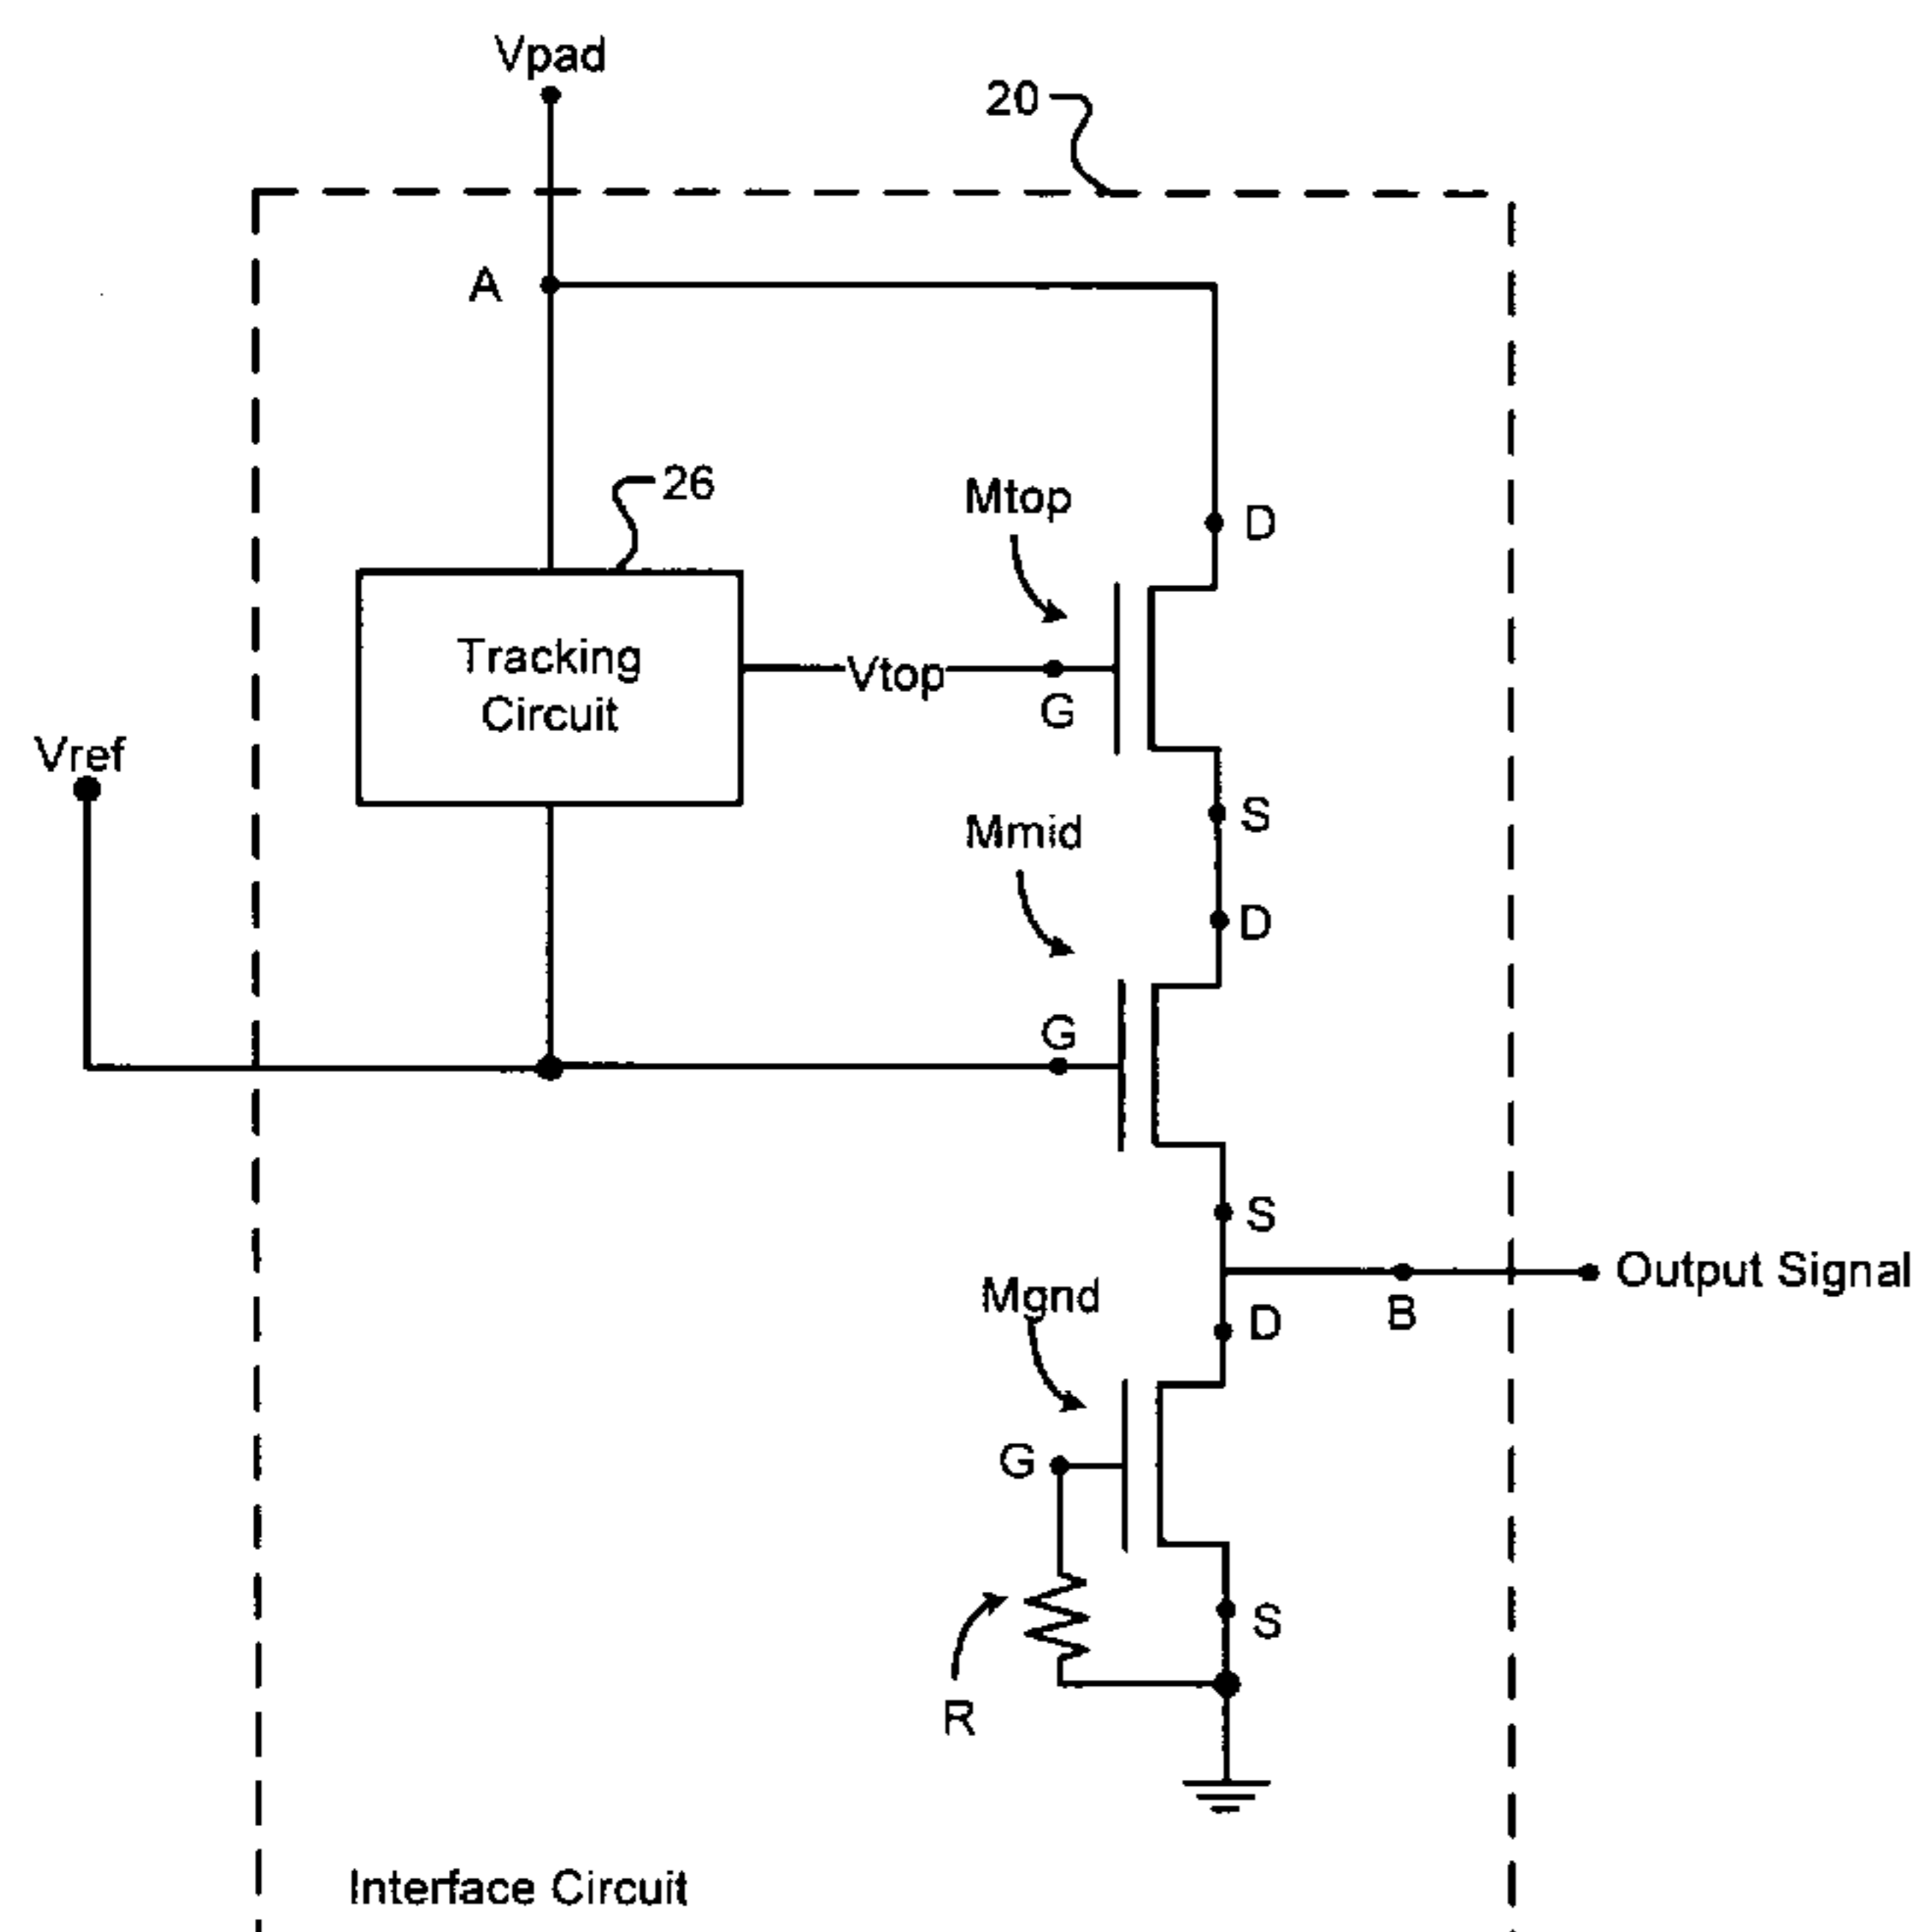 Vpad
20
A
26
Mtop
D
Tracking
Circuit
Vtop
G
Vref
S
Mmid
D
G
S
Output Signal
B
Mgnd
D
G
S
R
Interface Circuit